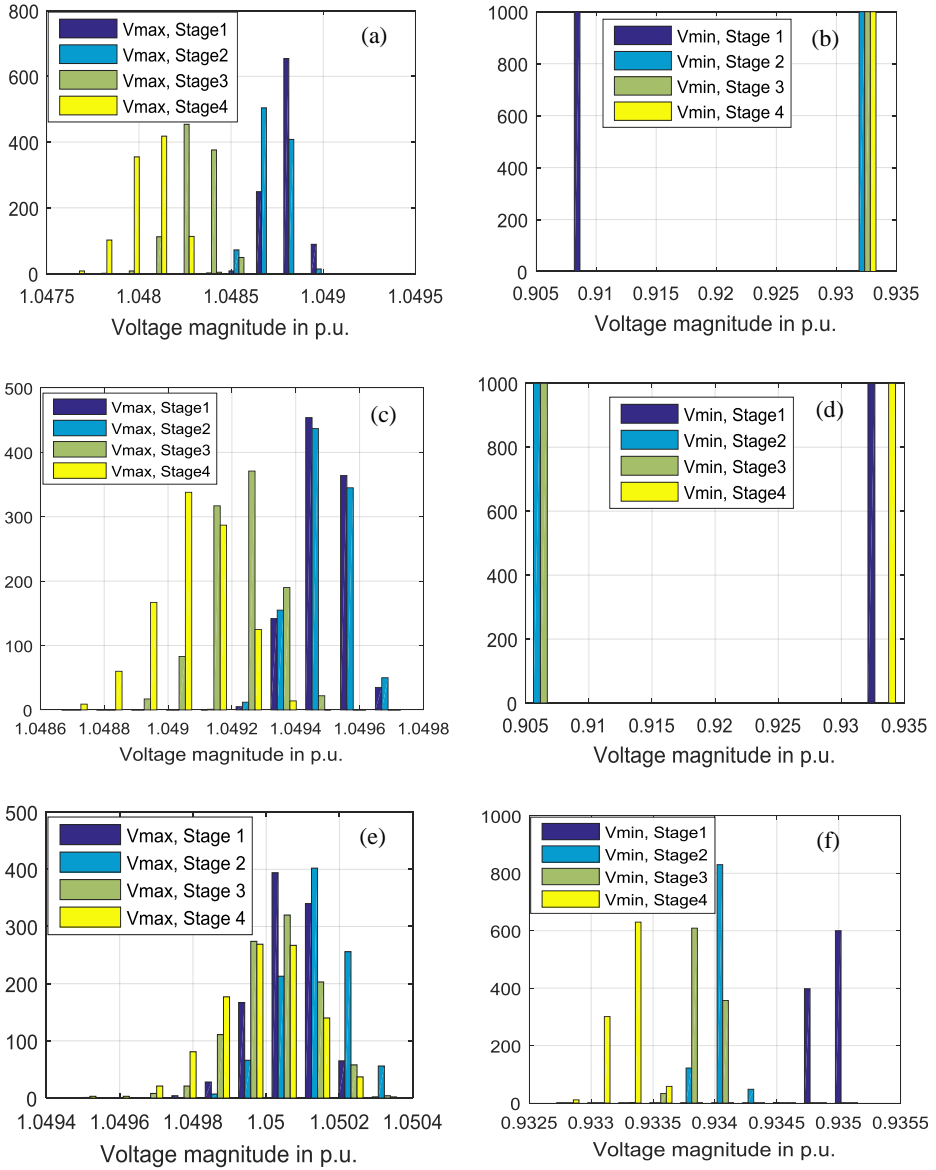 800
600
400
200
0
Vmax, Stage1
Vmax, Stage2
Vmax, Stage3
Vmax, Stage4
(a)
1.0475 1.048 1.0485 1.049 1.0495
Voltage magnitude in p.u.
1000
800
600
400
200
0
Vmin, Stage 1
Vmin, Stage 2
Vmin, Stage 3
Vmin, Stage 4
(b)
0.905 0.91 0.915 0.92 0.925 0.93 0.935
Voltage magnitude in p.u.
500
400
300
200
100
0
Vmax, Stage1
Vmax, Stage2
Vmax, Stage3
Vmax, Stage4
(c)
1.0486 1.0488 1.049 1.0492 1.0494 1.0496 1.0498
Voltage magnitude in p.u.
1000
800
600
400
200
0
Vmin, Stage1
Vmin, Stage2
Vmin, Stage3
Vmin, Stage4
(d)
0.905 0.91 0.915 0.92 0.925 0.93 0.935
Voltage magnitude in p.u.
500
400
300
200
100
0
Vmax, Stage 1
Vmax, Stage 2
Vmax, Stage 3
Vmax, Stage 4
(e)
1.0494 1.0496 1.0498 1.05 1.0502 1.0504
Voltage magnitude in p.u.
1000
800
600
400
200
0
Vmin, Stage1
Vmin, Stage2
Vmin, Stage3
Vmin, Stage4
(f)
0.9325 0.933 0.9335 0.934 0.9345 0.935 0.9355
Voltage magnitude in p.u.